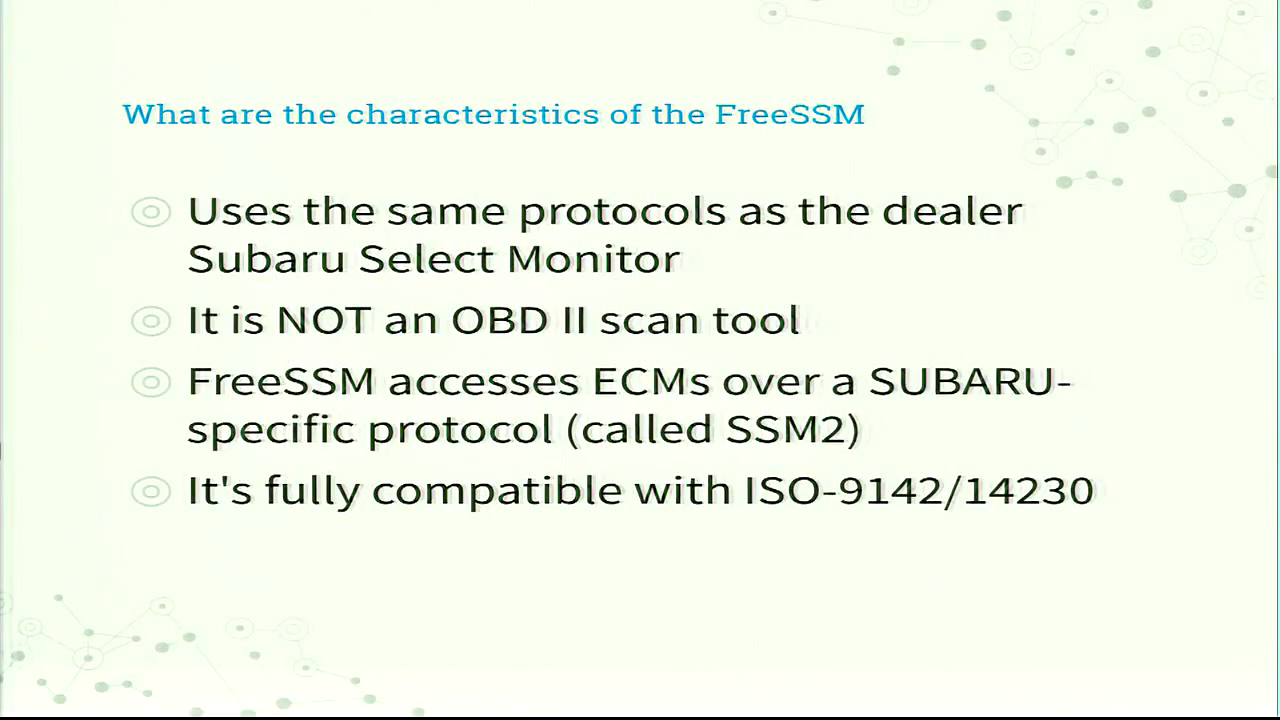 What are the characteristics of the FreeSSM
Uses the same protocols as the dealer
Subaru Select Monitor
It is NOT an OBD II scan tool
FreeSSM accesses ECMs over a SUBARU-
specific protocol (called SSM2)
It's fully compatible with ISO-9142/14230